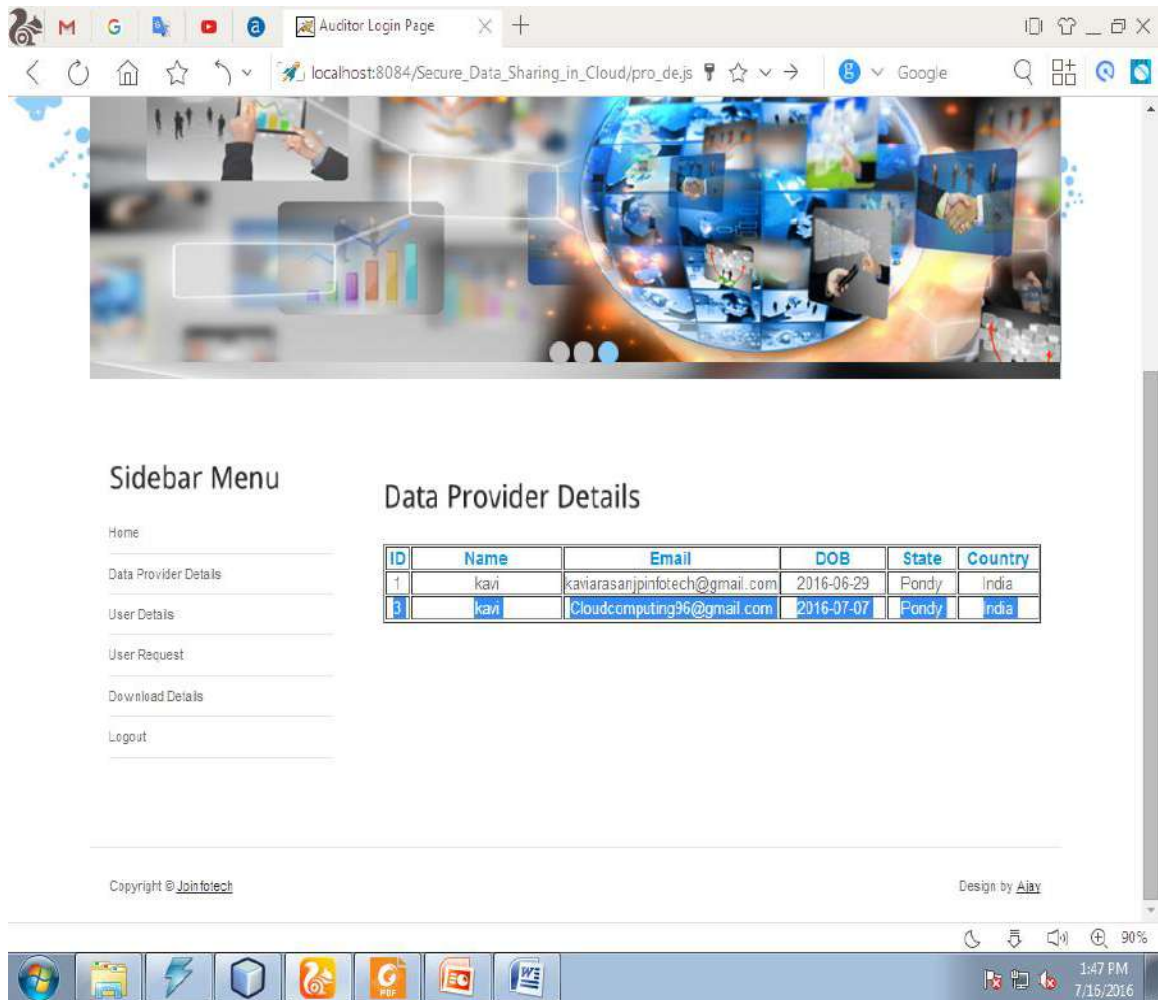 Auditor Login Page
localhost:8084/Secure_Data_Sharing_in_Cloud/pro_de.js
Google
Sidebar Menu
Home
Data Provider Details
User Details
User Request
Download Details
Logout
Data Provider Details
ID Name Email DOB State Country
1 kavi kaviarasanjpinfotech@gmail.com 2016-06-29 Pondy India
3 kavi Cloudcomputing96@gmail.com 2016-07-07 Pondy India
Copyright © Joinfotech
Design by Ajay
90%
1:47 PM
7/16/2016